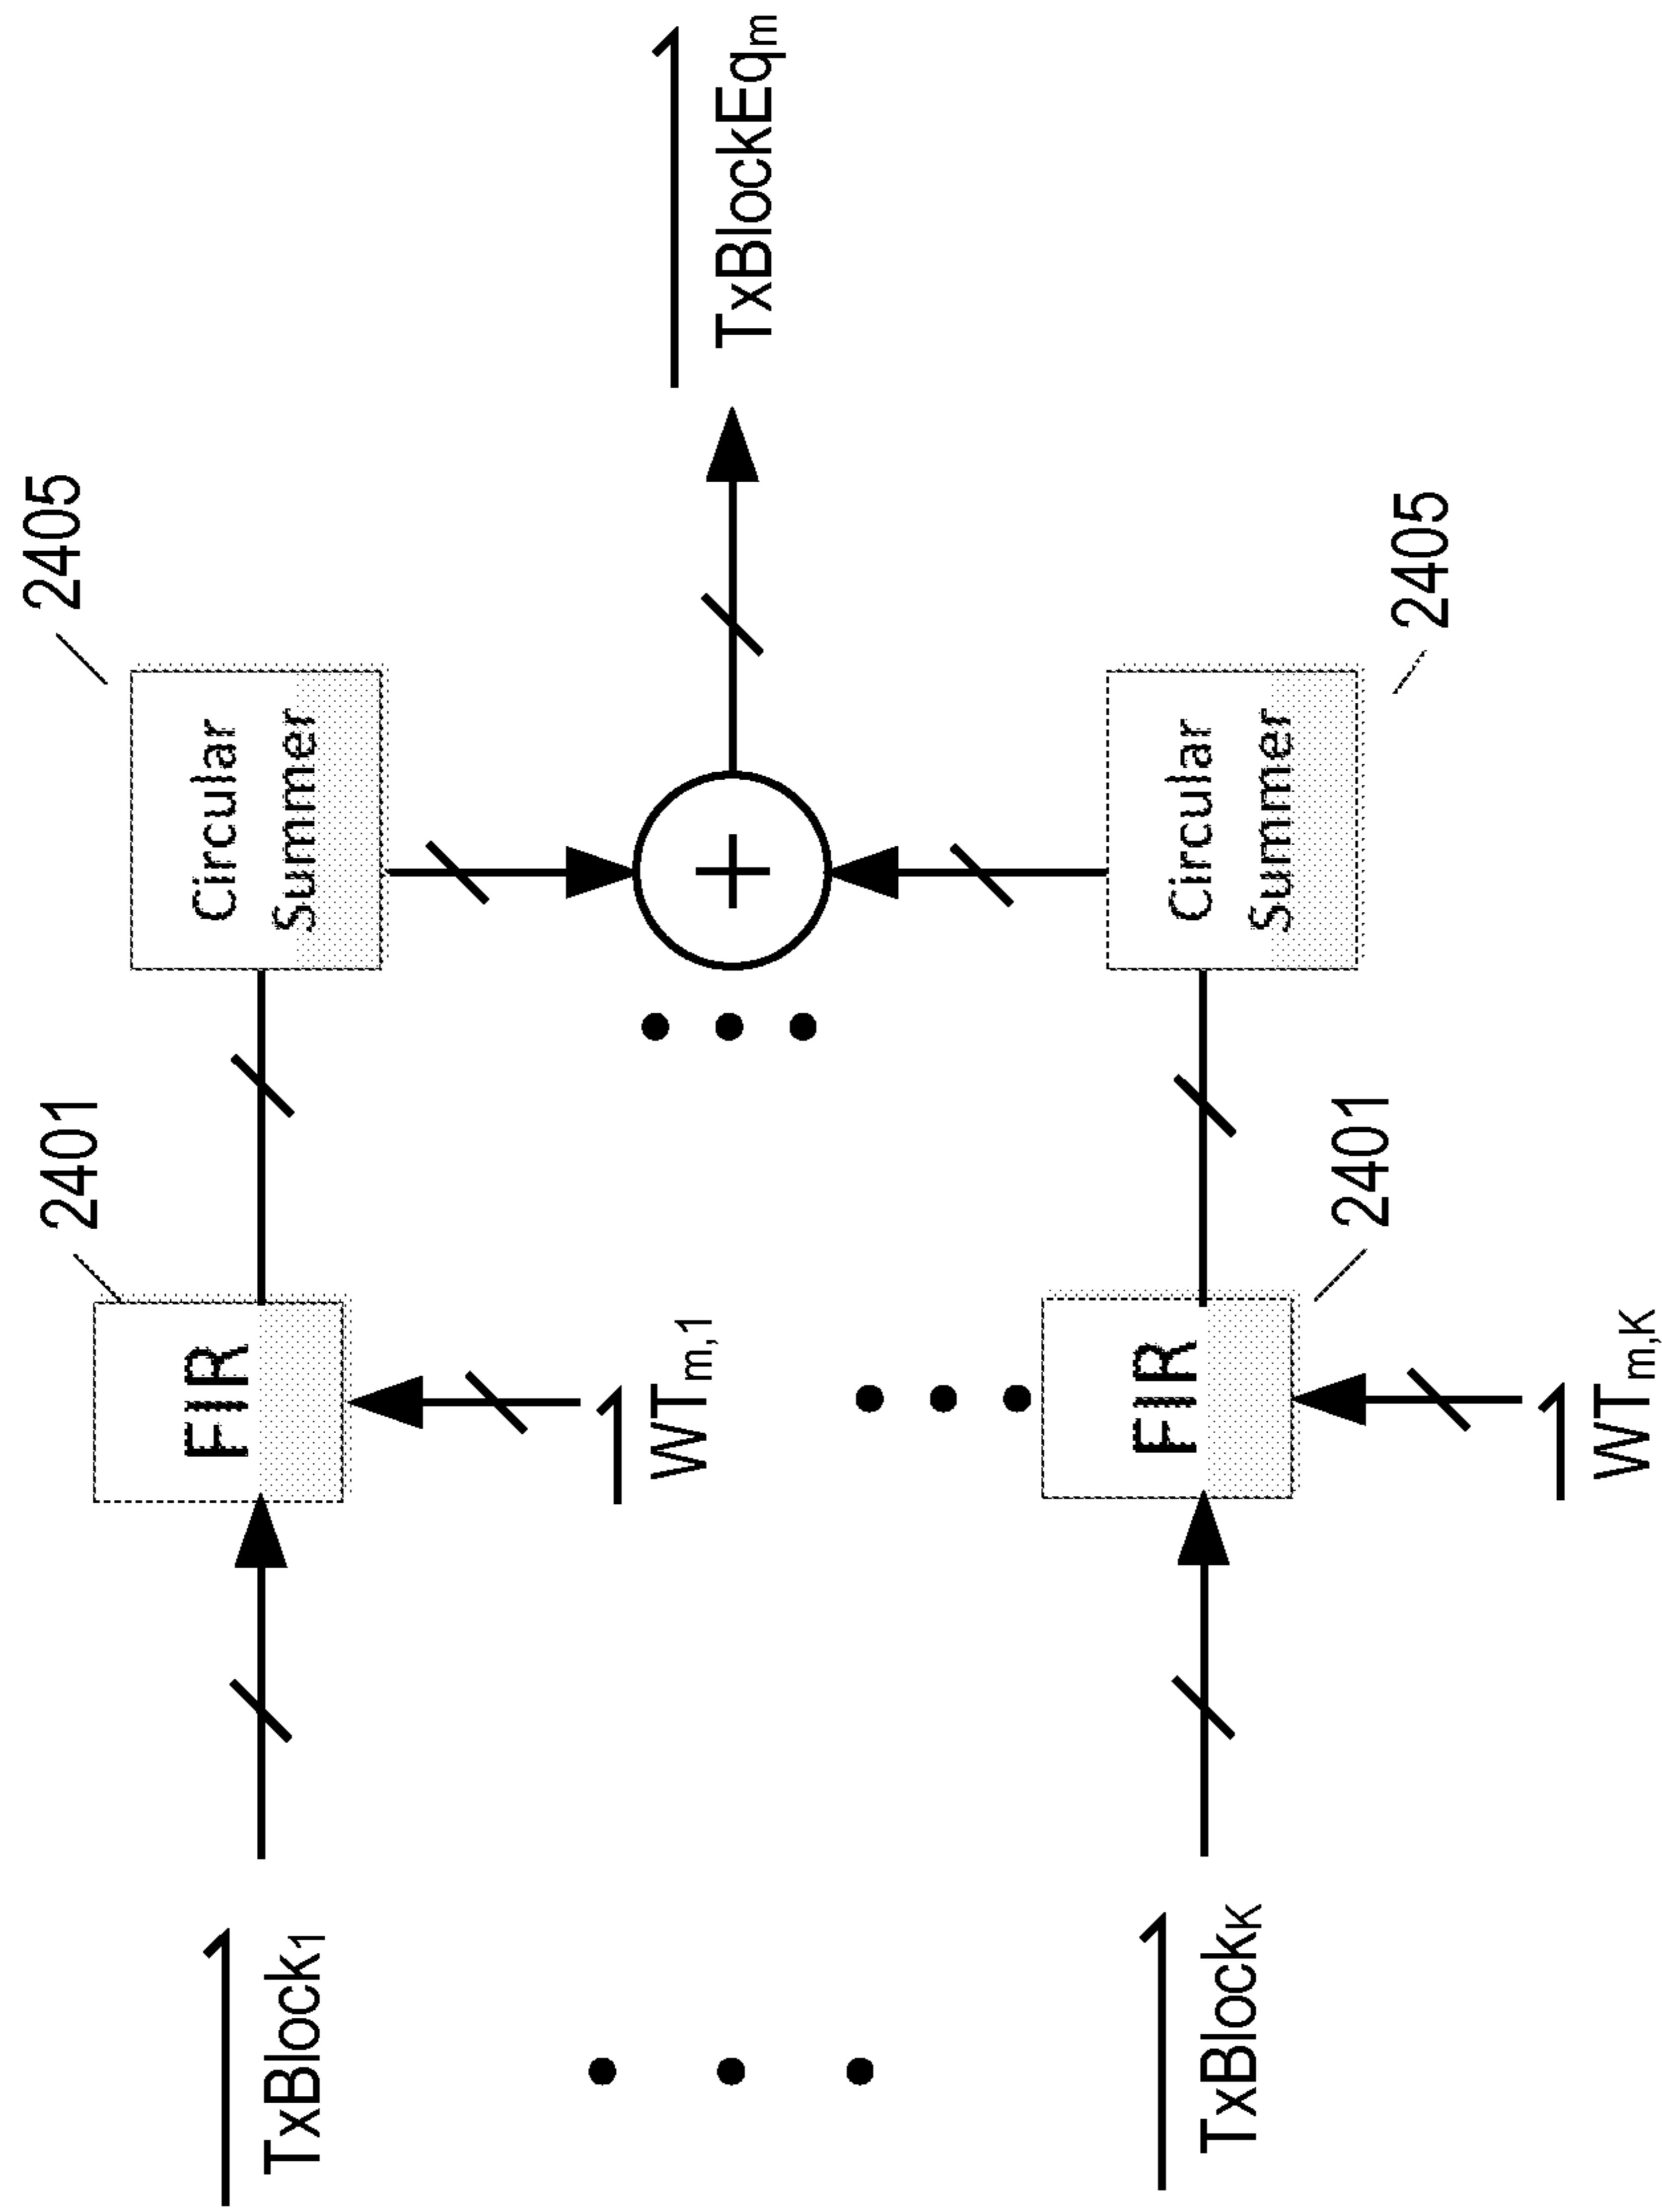 2405
2401
Circular
Summer
FIR
TxBlock1
WTm,1
TxBlockEqm
2401
2405
Circular
Summer
FIR
TxBlockK
WTm,K